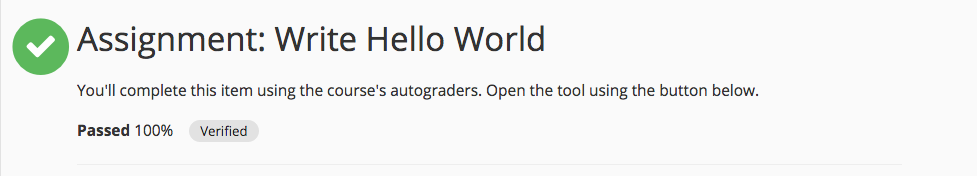 Assignment: Write Hello World
You'll complete this item using the course's autograders. Open the tool using the button below.
Passed 100% Verified